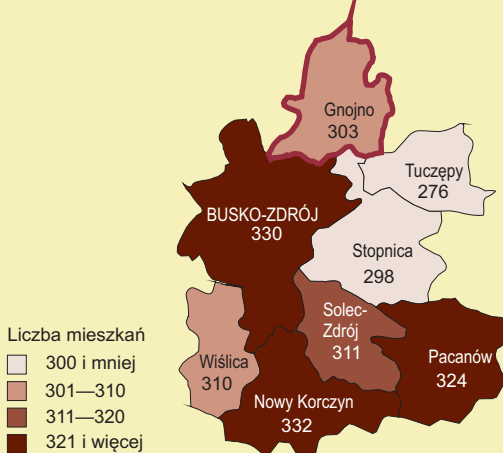 Gnojno
303
Tuczępy
276
BUSKO-ZDRÓJ
330
Stopnica
298
Solec-
Zdrój
311
Wiślica
310
Pacanów
324
Nowy Korczyn
332
Liczba mieszkań
300 i mniej
301—310
311—320
321 i więcej